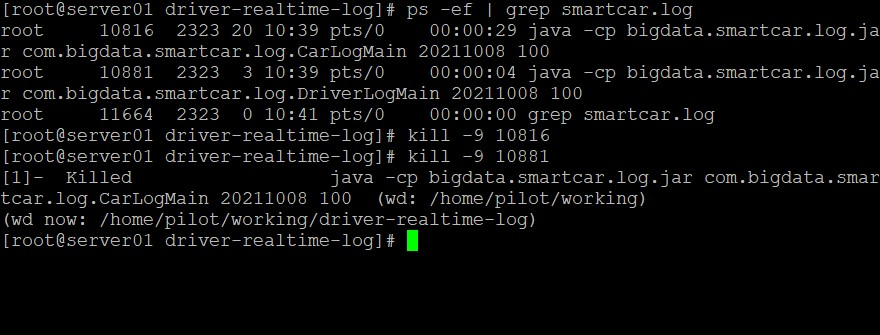 [root@server01 driver-realtime-log]# ps -ef | grep smartcar.log
root     10816  2323 20 10:39 pts/0    00:00:29 java -cp bigdata.smartcar.log.ja
r com.bigdata.smartcar.log.CarLogMain 20211008 100
root     10881  2323  3 10:39 pts/0    00:00:04 java -cp bigdata.smartcar.log.ja
r com.bigdata.smartcar.log.DriverLogMain 20211008 100
root     11664  2323  0 10:41 pts/0    00:00:00 grep smartcar.log
[root@server01 driver-realtime-log]# kill -9 10816
[root@server01 driver-realtime-log]# kill -9 10881
[1]-  Killed                  java -cp bigdata.smartcar.log.jar com.bigdata.smar
tcar.log.CarLogMain 20211008 100  (wd: /home/pilot/working)
(wd now: /home/pilot/working/driver-realtime-log)
[root@server01 driver-realtime-log]#